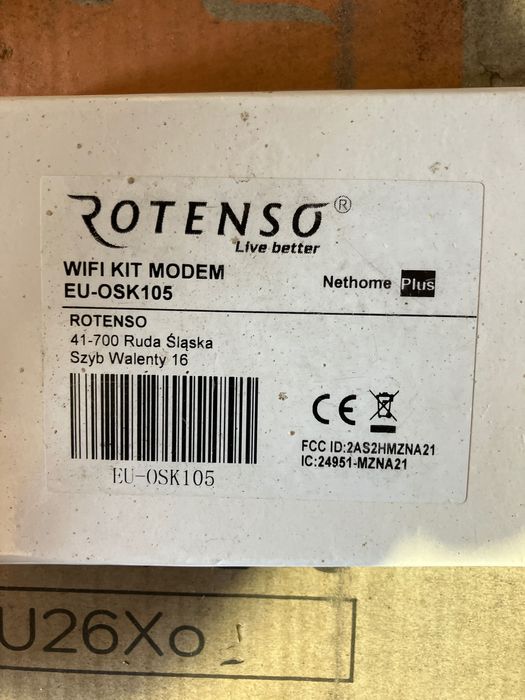 ROTENSO®
Live better
WIFI KIT MODEM
EU-OSK105
Nethome Plus
ROTENSO
41-700 Ruda Śląska
Szyb Walenty 16
CE
FCC ID:2AS2HMZNA21
IC:24951-MZNA21
EU-OSK105
U26Xo